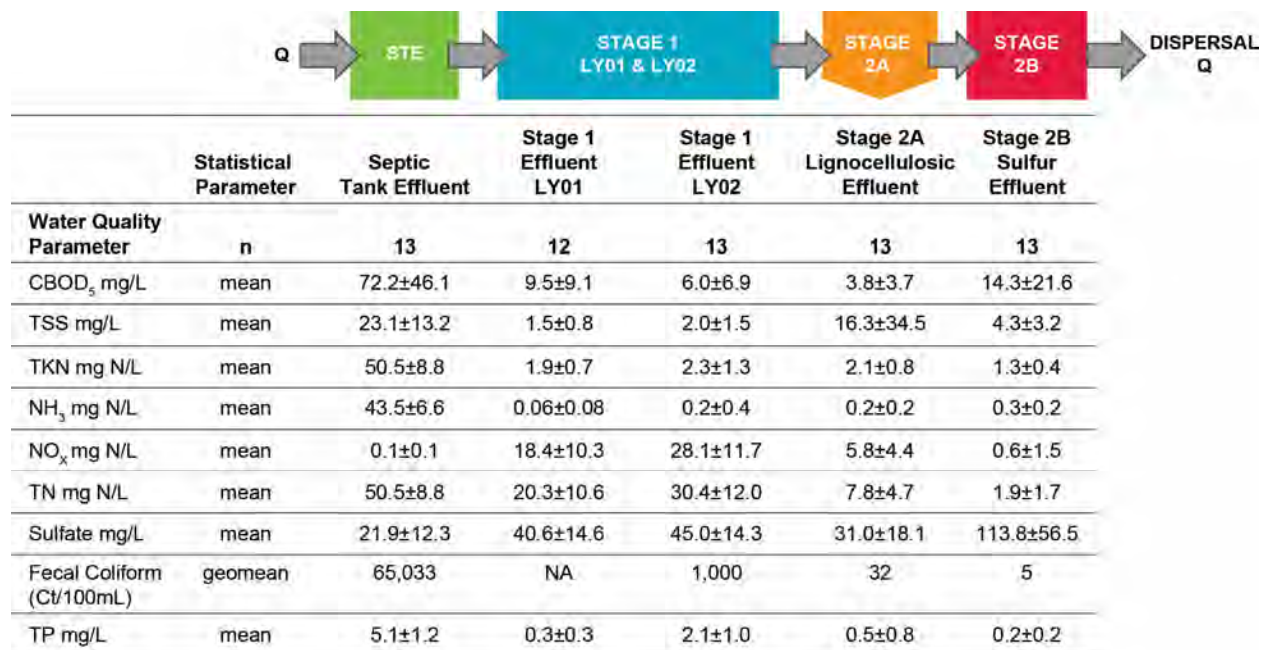 Q STE STAGE 1 LY01 & LY02 STAGE 2A STAGE 2B DISPERSAL Q
Statistical Parameter Septic Tank Effluent Stage 1 Effluent LY01 Stage 1 Effluent LY02 Stage 2A Lignocellulosic Effluent Stage 2B Sulfur Effluent
Water Quality Parameter n 13 12 13 13 13
CBOD5 mg/L mean 72.2±46.1 9.5±9.1 6.0±6.9 3.8±3.7 14.3±21.6
TSS mg/L mean 23.1±13.2 1.5±0.8 2.0±1.5 16.3±34.5 4.3±3.2
TKN mg N/L mean 50.5±8.8 1.9±0.7 2.3±1.3 2.1±0.8 1.3±0.4
NH3 mg N/L mean 43.5±6.6 0.06±0.08 0.2±0.4 0.2±0.2 0.3±0.2
NOX mg N/L mean 0.1±0.1 18.4±10.3 28.1±11.7 5.8±4.4 0.6±1.5
TN mg N/L mean 50.5±8.8 20.3±10.6 30.4±12.0 7.8±4.7 1.9±1.7
Sulfate mg/L mean 21.9±12.3 40.6±14.6 45.0±14.3 31.0±18.1 113.8±56.5
Fecal Coliform (Ct/100mL) geomean 65,033 NA 1,000 32 5
TP mg/L mean 5.1±1.2 0.3±0.3 2.1±1.0 0.5±0.8 0.2±0.2